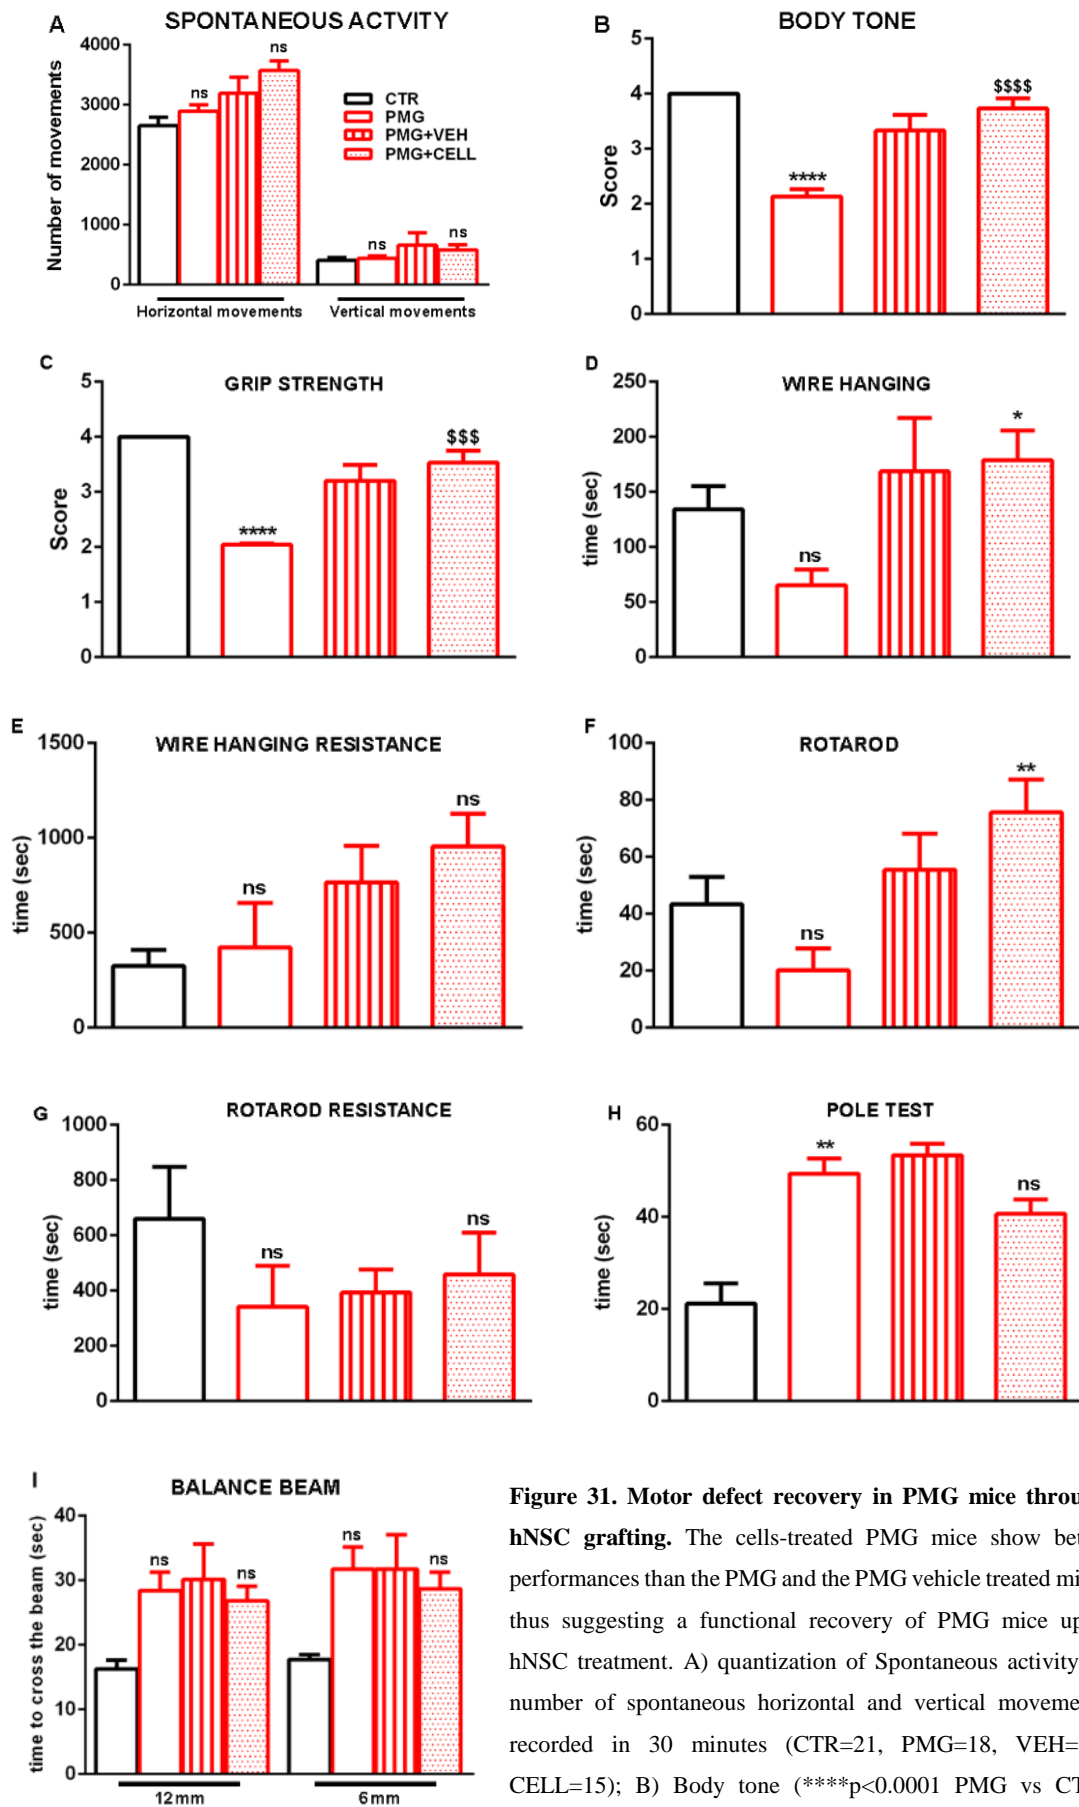 A SPONTANEOUS ACTVITY
4000
3000
2000
1000
0
Number of movements
ns
ns
ns
ns
CTR
PMG
PMG+VEH
PMG+CELL
Horizontal movements
Vertical movements
B BODY TONE
5
4
3
2
1
0
Score
****
$$$$
C GRIP STRENGTH
5
4
3
2
1
0
Score
****
$$$
D WIRE HANGING
250
200
150
100
50
0
time (sec)
ns
*
E WIRE HANGING RESISTANCE
1500
1000
500
0
time (sec)
ns
ns
F ROTAROD
100
80
60
40
20
0
time (sec)
ns
**
G ROTAROD RESISTANCE
1000
800
600
400
200
0
time (sec)
ns
ns
H POLE TEST
60
40
20
0
time (sec)
**
ns
I BALANCE BEAM
40
30
20
10
0
time to cross the beam (sec)
ns
ns
ns
ns
12mm
6mm
Figure 31. Motor defect recovery in PMG mice throu
hNSC grafting. The cells-treated PMG mice show bet
performances than the PMG and the PMG vehicle treated mi
thus suggesting a functional recovery of PMG mice up
hNSC treatment. A) quantization of Spontaneous activity
number of spontaneous horizontal and vertical moveme
recorded in 30 minutes (CTR=21, PMG=18, VEH=
CELL=15); B) Body tone (****p<0.0001 PMG vs CT